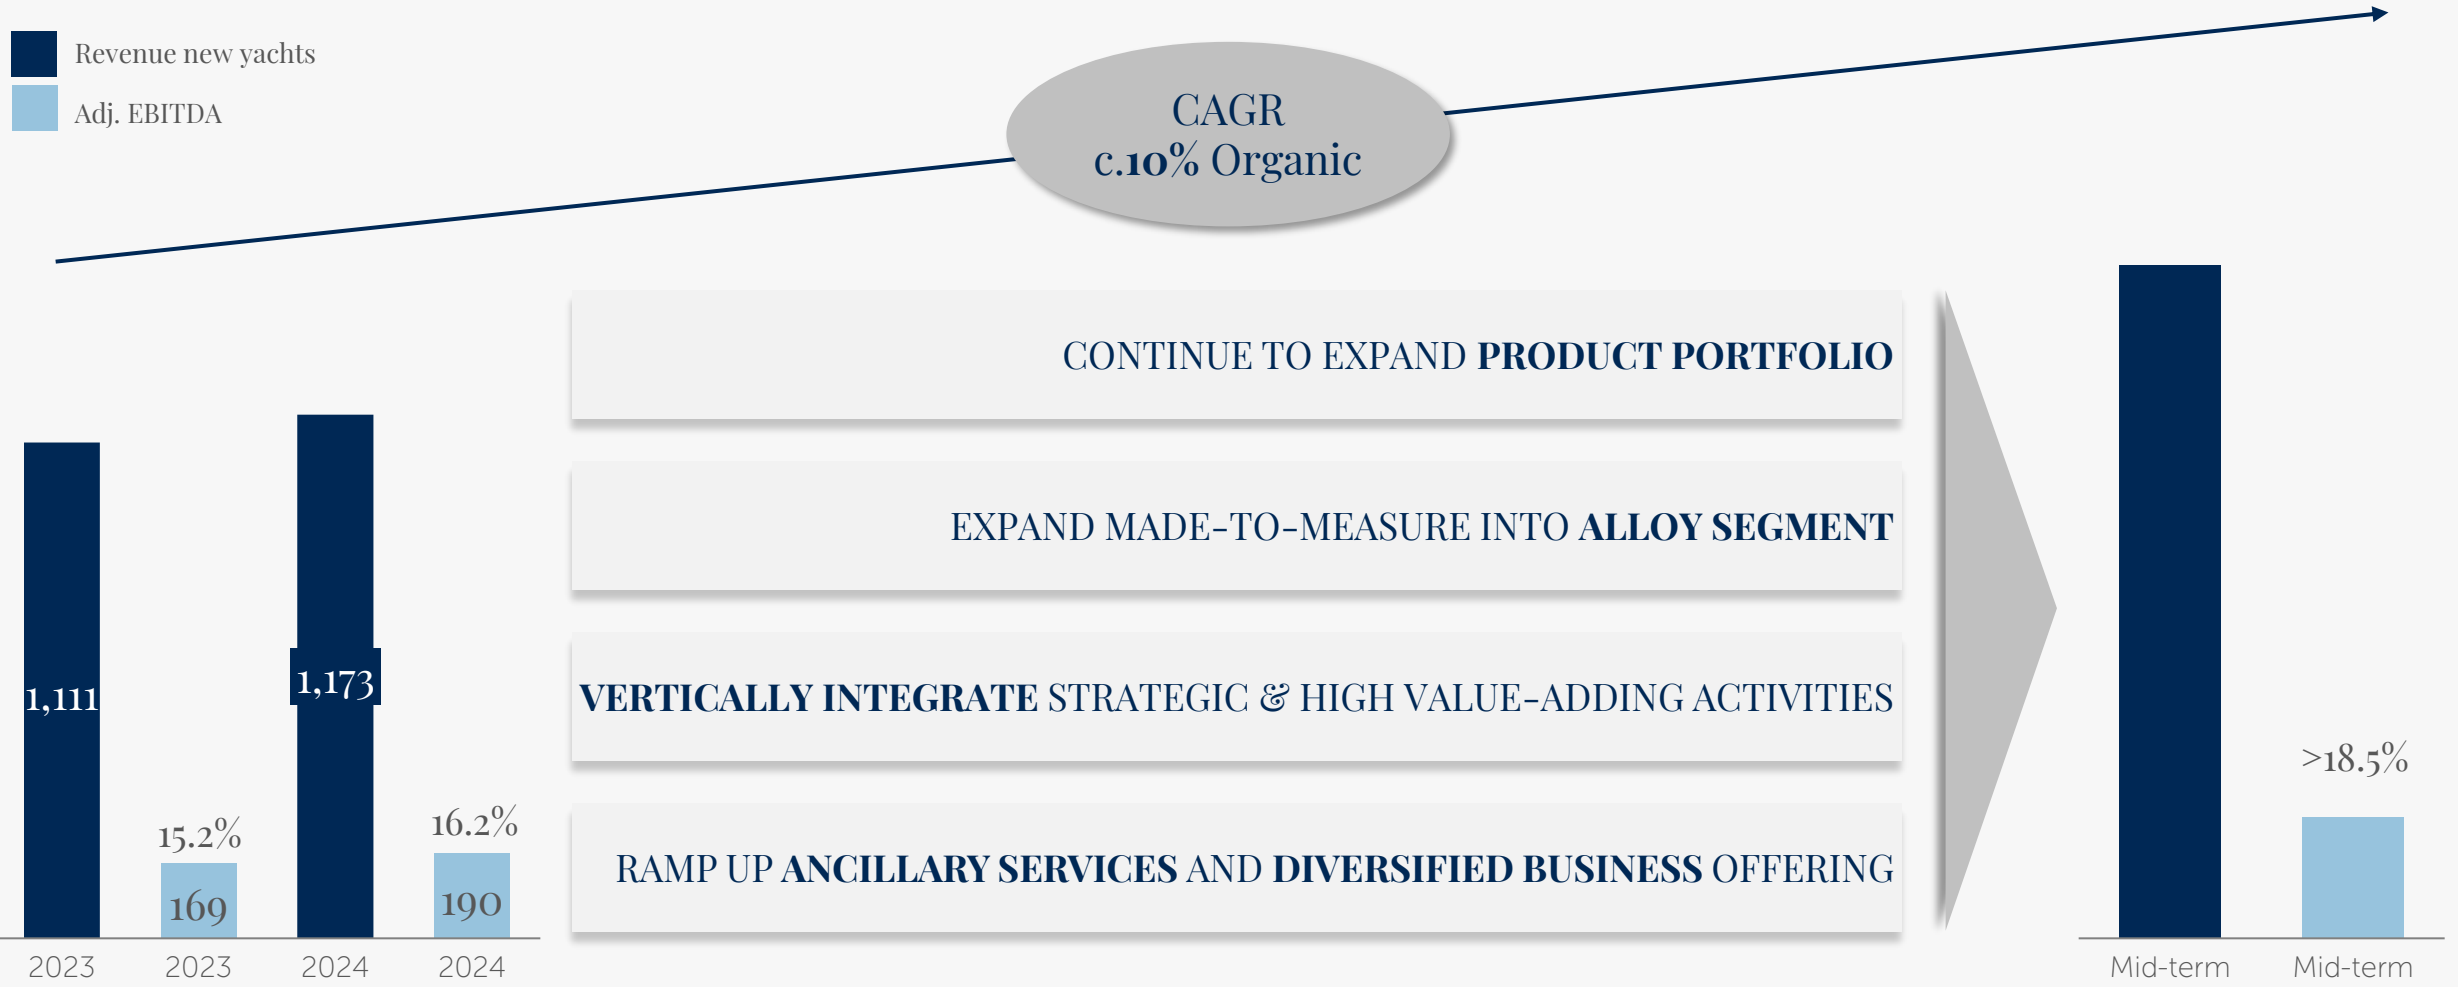 Revenue new yachts
Adj. EBITDA
CAGR
c.10% Organic
CONTINUE TO EXPAND PRODUCT PORTFOLIO
EXPAND MADE-TO-MEASURE INTO ALLOY SEGMENT
VERTICALLY INTEGRATE STRATEGIC & HIGH VALUE-ADDING ACTIVITIES
RAMP UP ANCILLARY SERVICES AND DIVERSIFIED BUSINESS OFFERING
1,111
15.2%
169
1,173
16.2%
190
>18.5%
2023
2023
2024
2024
Mid-term
Mid-term